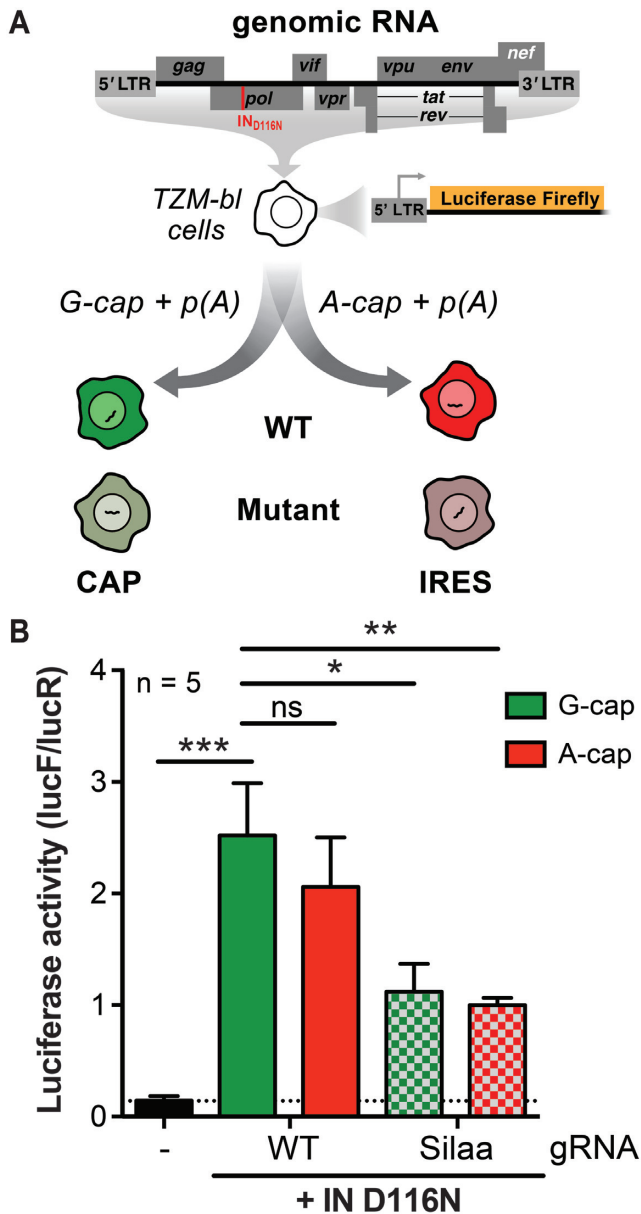 A
genomic RNA
nef
gag vif vpu env
5′ LTR 3′ LTR
pol vpr tat
rev
IND116N
TZM-bl
cells
5′ LTR Luciferase Firefly
G-cap + p(A) A-cap + p(A)
WT
Mutant
CAP IRES
B
**
*
4
n = 5
ns
G-cap
***
A-cap
3
2
1
0
Luciferase activity (lucF/lucR)
- WT Silaa gRNA
+ IN D116N